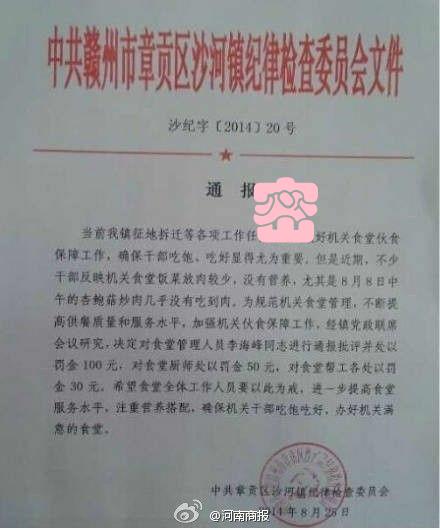 中共赣州市章贡区沙河镇纪律检查委员会文件
沙纪字〔2014〕20号
通报
当前我镇征地拆迁等各项工作任 好机关食堂伙食
保障工作，确保干部吃饱、吃好显得尤为重要。但是近期，不少
干部反映机关食堂饭菜放肉较少，没有营养，尤其是8月8日中
午的杏鲍菇炒肉几乎没有吃到肉。为规范机关食堂管理，不断提
高供餐质量和服务水平，加强机关伙食保障工作，经镇党政联席
会议研究，决定对食堂管理人员李海峰同志进行通报批评并处以
罚金100元，对食堂厨师处以罚金50元，对食堂帮工各处以罚
金30元。希望食堂全体工作人员要以此为戒，进一步提高食堂
服务水平，注重营养搭配，确保机关干部吃饱吃好，办好机关满
意的食堂。
中共章贡区沙河镇纪律检查委员会
2014年8月25日
@河南商报